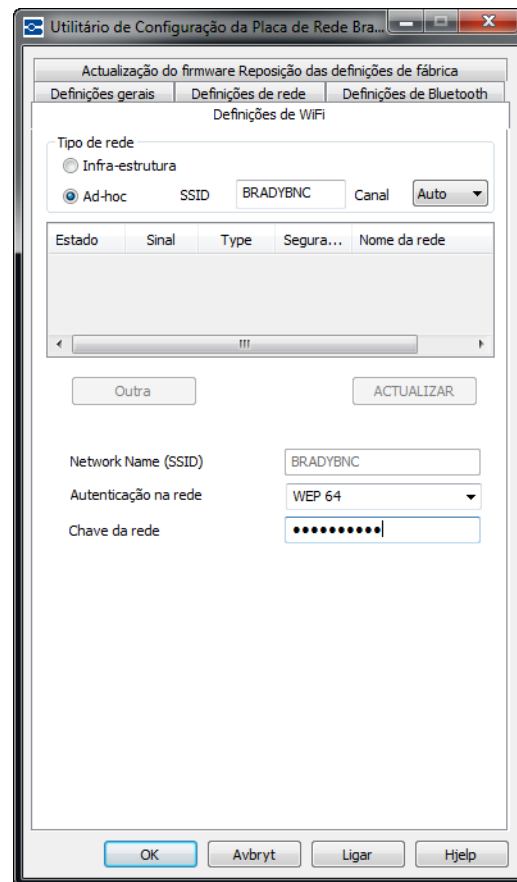 Utilitário de Configuração da Placa de Rede Bra...
Actualização do firmware Reposição das definições de fábrica
Definições gerais Definições de rede Definições de Bluetooth
Definições de WiFi
Tipo de rede
Infra-estrutura
Ad-hoc SSID BRADYBNC Canal Auto
Estado Sinal Type Segura... Nome da rede
Outra ACTUALIZAR
Network Name (SSID) BRADYBNC
Autenticação na rede WEP 64
Chave da rede ●●●●●●●●●●
OK Avbryt Ligar Hjelp